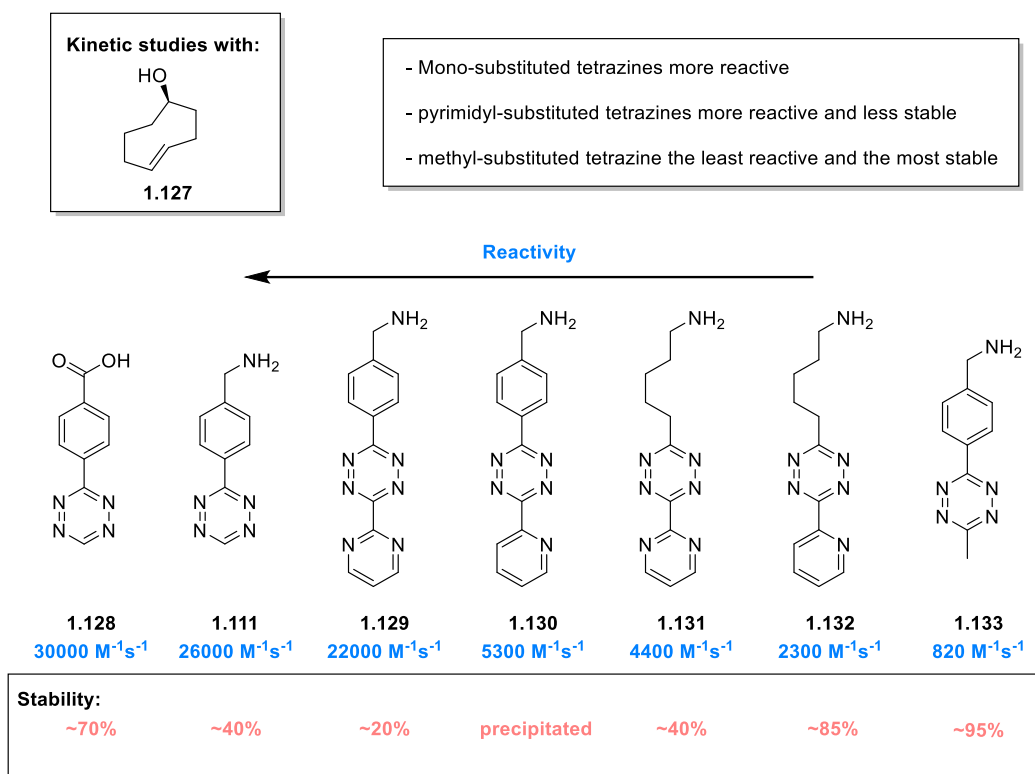 Kinetic studies with:
HO
1.127
- Mono-substituted tetrazines more reactive
- pyrimidyl-substituted tetrazines more reactive and less stable
- methyl-substituted tetrazine the least reactive and the most stable
Reactivity
NH₂ NH₂ NH₂ NH₂
O OH NH₂ NH₂
N N N N N N N N
N N N N N N N N N N
N N N N N N N N N N
N N N N N N
N N N N
1.128 1.111 1.129 1.130 1.131 1.132 1.133
30000 M⁻¹s⁻¹ 26000 M⁻¹s⁻¹ 22000 M⁻¹s⁻¹ 5300 M⁻¹s⁻¹ 4400 M⁻¹s⁻¹ 2300 M⁻¹s⁻¹ 820 M⁻¹s⁻¹
Stability:
~70% ~40% ~20% precipitated ~40% ~85% ~95%